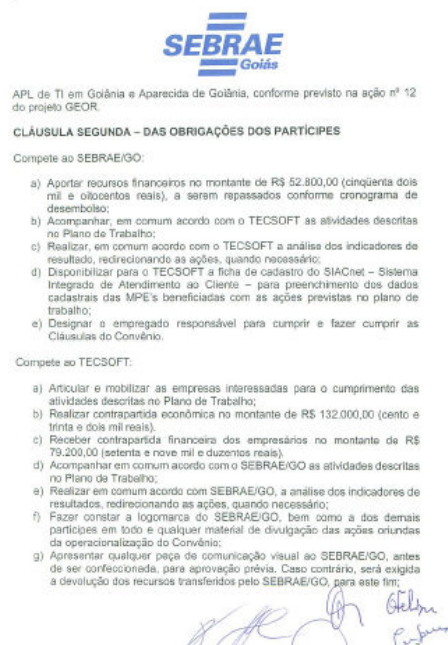 SEBRAE
Goiás
APL de TI em Goiânia e Aparecida de Goiânia, conforme previsto na ação nº 12
do projeto GEOR.
CLÁUSULA SEGUNDA – DAS OBRIGAÇÕES DOS PARTÍCIPES
Compete ao SEBRAE/GO:
a) Aportar recursos financeiros no montante de R$ 52.800,00 (cinqüenta dois
mil e oitocentos reais), a serem repassados conforme cronograma de
desembolso;
b) Acompanhar, em comum acordo com o TECSOFT as atividades descritas
no Plano de Trabalho;
c) Realizar, em comum acordo com o TECSOFT a análise dos indicadores de
resultado, redirecionando as ações, quando necessário;
d) Disponibilizar para o TECSOFT a ficha de cadastro do SIACnet – Sistema
Integrado de Atendimento ao Cliente – para preenchimento dos dados
cadastrais das MPE's beneficiadas com as ações previstas no plano de
trabalho;
e) Designar o empregado responsável para cumprir e fazer cumprir as
Cláusulas do Convênio.
Compete ao TECSOFT:
a) Articular e mobilizar as empresas interessadas para o cumprimento das
atividades descritas no Plano de Trabalho;
b) Realizar contrapartida econômica no montante de R$ 132.000,00 (cento e
trinta e dois mil reais).
c) Receber contrapartida financeira dos empresários no montante de R$
79.200,00 (setenta e nove mil e duzentos reais).
d) Acompanhar em comum acordo com o SEBRAE/GO as atividades descritas
no Plano de Trabalho;
e) Realizar em comum acordo com SEBRAE/GO, a análise dos indicadores de
resultados, redirecionando as ações, quando necessário;
f) Fazer constar a logomarca do SEBRAE/GO, bem como a dos demais
partícipes em todo e qualquer material de divulgação das ações oriundas
da operacionalização do Convênio;
g) Apresentar qualquer peça de comunicação visual ao SEBRAE/GO, antes
de ser confeccionada, para aprovação prévia. Caso contrário, será exigida
a devolução dos recursos transferidos pelo SEBRAE/GO, para este fim;